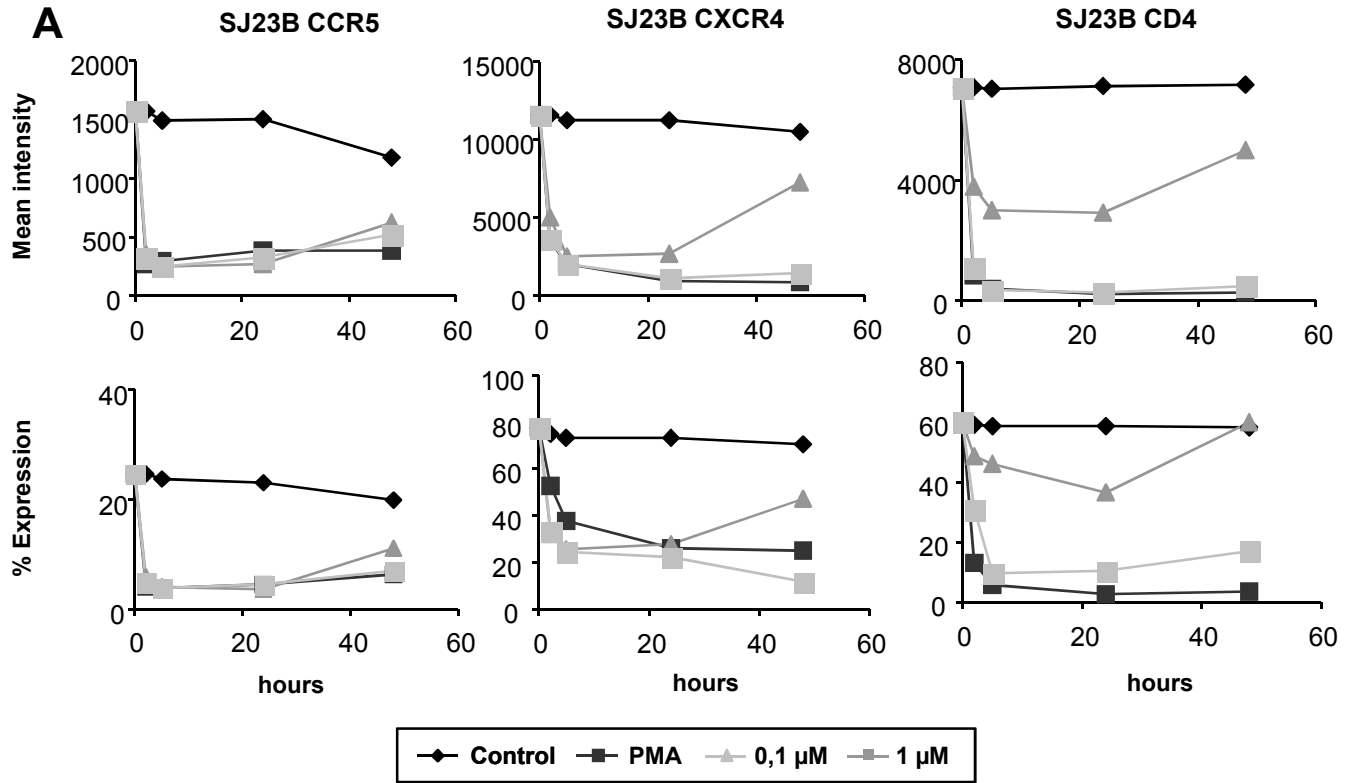 A
SJ23B CCR5
SJ23B CXCR4
SJ23B CD4
Mean intensity
2000
1500
1000
500
0
0 20 40 60
15000
10000
5000
0
0 20 40 60
8000
4000
0
0 20 40 60
% Expression
40
20
0
0 20 40 60
hours
100
80
60
40
20
0
0 20 40 60
hours
80
60
40
20
0
0 20 40 60
hours
Control PMA 0,1 µM 1 µM